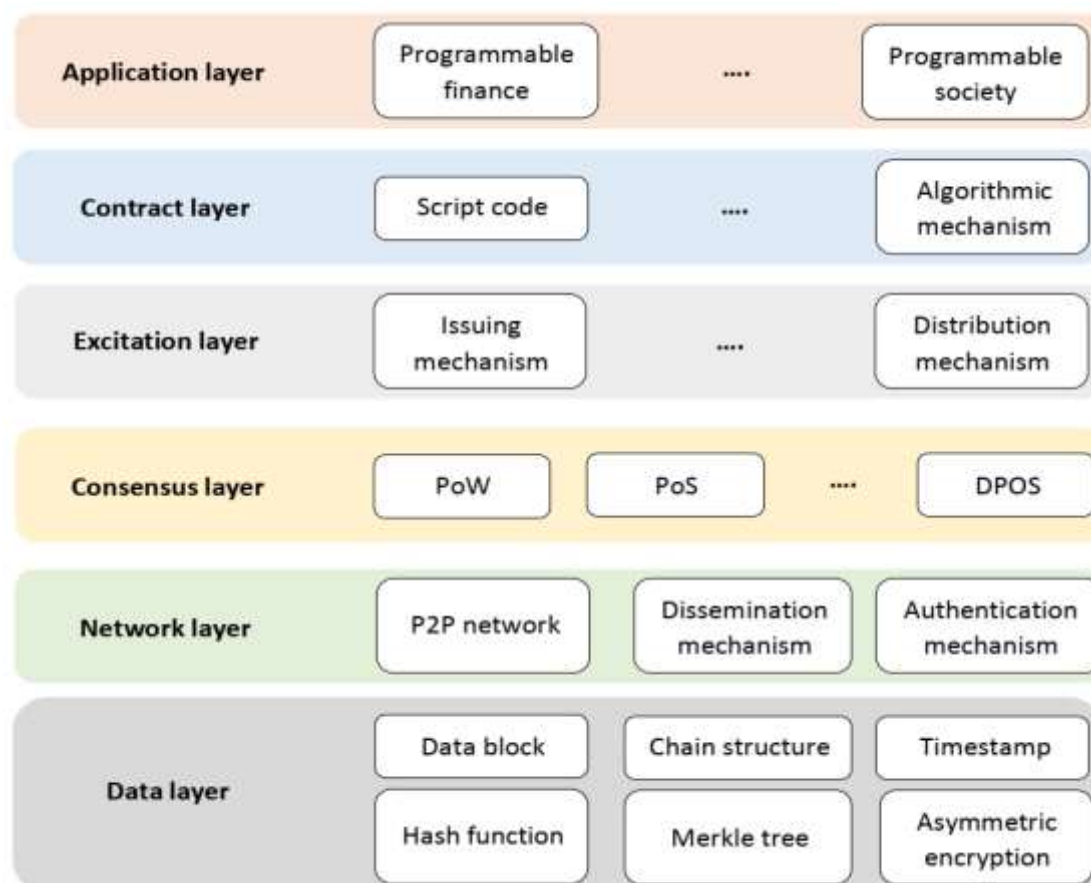 Application layer
Programmable
finance
....
Programmable
society
Contract layer
Script code
....
Algorithmic
mechanism
Excitation layer
Issuing
mechanism
....
Distribution
mechanism
Consensus layer
PoW
PoS
....
DPOS
Network layer
P2P network
Dissemination
mechanism
Authentication
mechanism
Data layer
Data block
Chain structure
Timestamp
Hash function
Merkle tree
Asymmetric
encryption